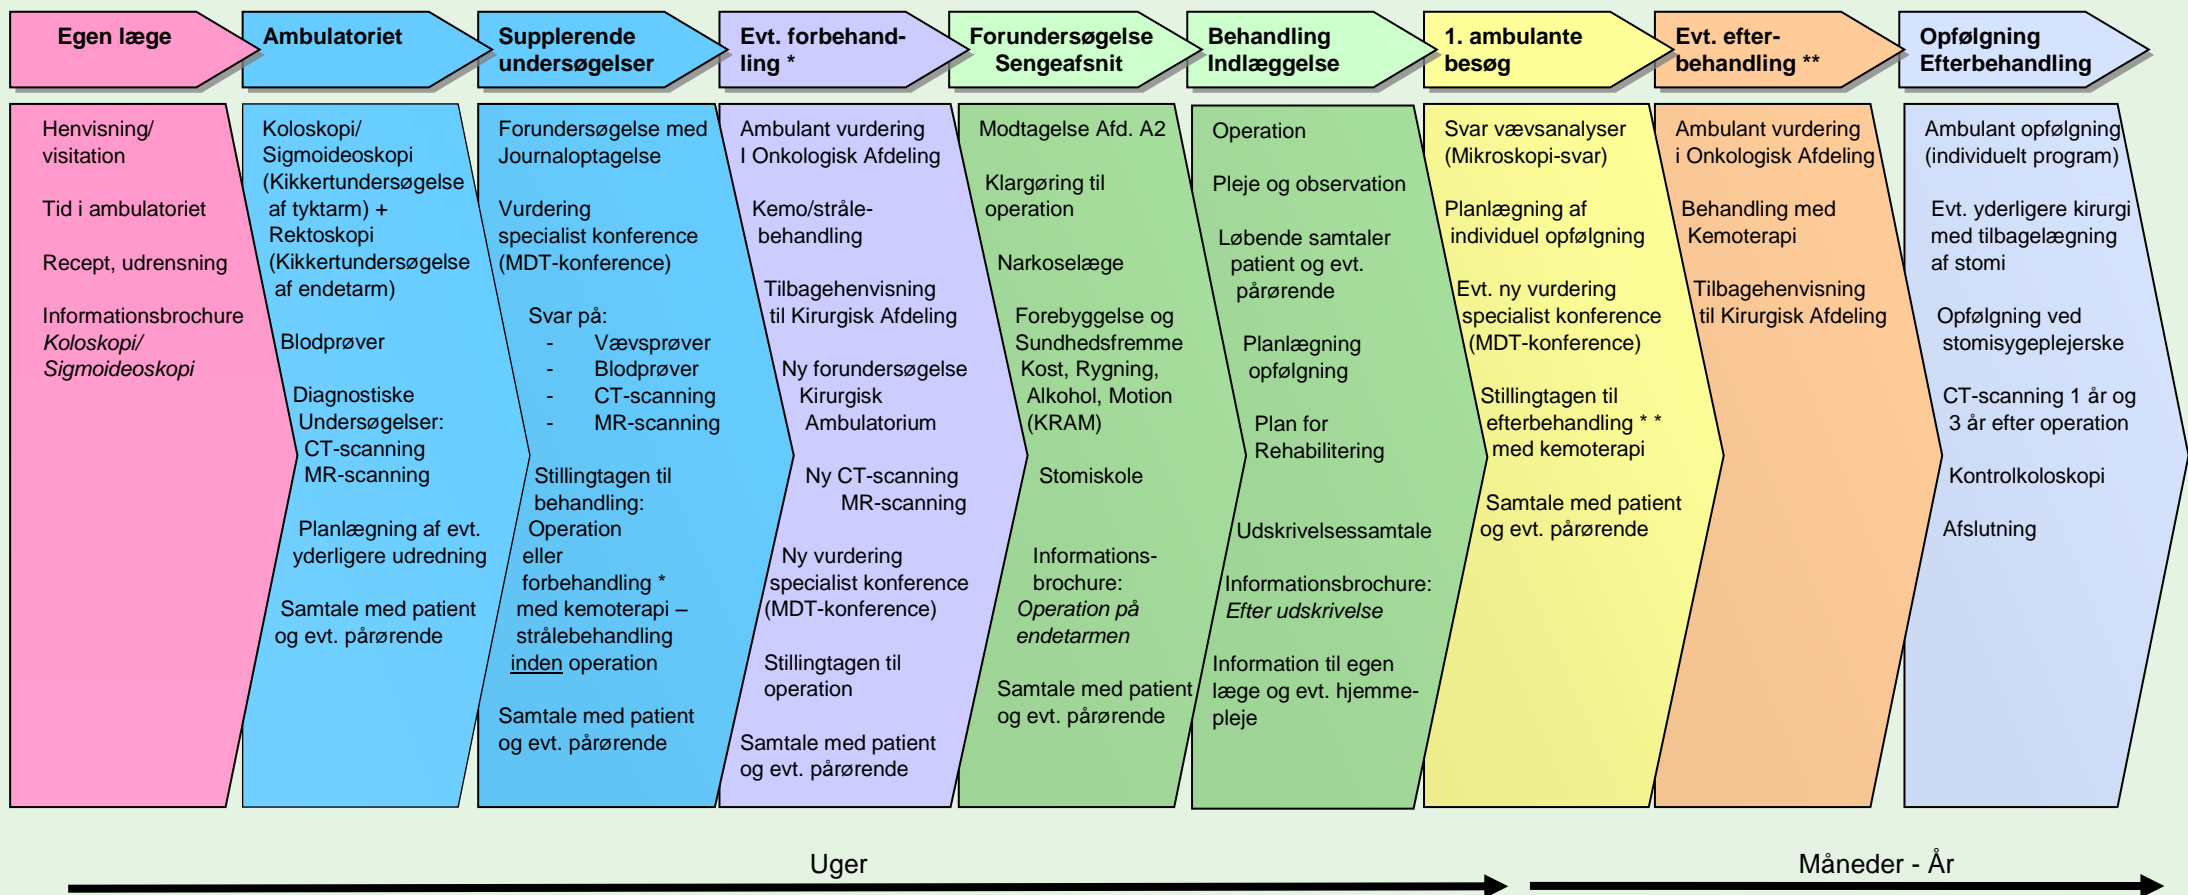 Egen læge
Ambulatoriet
Supplerende
undersøgelser
Evt. forbehand-
ling *
Forundersøgelse
Sengeafsnit
Behandling
Indlæggelse
1. ambulante
besøg
Evt. efter-
behandling **
Opfølgning
Efterbehandling
Henvisning/
visitation
Tid i ambulatoriet
Recept, udrensning
Informationsbrochure
Koloskopi/
Sigmoideoskopi
Koloskopi/
Sigmoideoskopi
(Kikkertundersøgelse
af tyktarm) +
Rektoskopi
(Kikkertundersøgelse
af endetarm)
Blodprøver
Diagnostiske
Undersøgelser:
CT-scanning
MR-scanning
Planlægning af evt.
yderligere udredning
Samtale med patient
og evt. pårørende
Forundersøgelse med
Journaloptagelse
Vurdering
specialist konference
(MDT-konference)
Svar på:
- Vævsprøver
- Blodprøver
- CT-scanning
- MR-scanning
Stillingtagen til
behandling:
Operation
eller
forbehandling *
med kemoterapi –
strålebehandling
inden operation
Samtale med patient
og evt. pårørende
Ambulant vurdering
I Onkologisk Afdeling
Kemo/stråle-
behandling
Tilbagehenvisning
til Kirurgisk Afdeling
Ny forundersøgelse
Kirurgisk
Ambulatorium
Ny CT-scanning
MR-scanning
Ny vurdering
specialist konference
(MDT-konference)
Stillingtagen til
operation
Samtale med patient
og evt. pårørende
Modtagelse Afd. A2
Klargøring til
operation
Narkoselæge
Forebyggelse og
Sundhedsfremme
Kost, Rygning,
Alkohol, Motion
(KRAM)
Stomiskole
Informations-
brochure:
Operation på
endetarmen
Samtale med patient
og evt. pårørende
Operation
Pleje og observation
Løbende samtaler
patient og evt.
pårørende
Planlægning
opfølgning
Plan for
Rehabilitering
Udskrivelsessamtale
Informationsbrochure:
Efter udskrivelse
Information til egen
læge og evt. hjemme-
pleje
Svar vævsanalyser
(Mikroskopi-svar)
Planlægning af
individuel opfølgning
Evt. ny vurdering
specialist konference
(MDT-konference)
Stillingtagen til
efterbehandling * *
med kemoterapi
Samtale med patient
og evt. pårørende
Ambulant vurdering
i Onkologisk Afdeling
Behandling med
Kemoterapi
Tilbagehenvisning
til Kirurgisk Afdeling
Ambulant opfølgning
(individuelt program)
Evt. yderligere kirurgi
med tilbagelægning
af stomi
Opfølgning ved
stomisygeplejerske
CT-scanning 1 år og
3 år efter operation
Kontrolkoloskopi
Afslutning
Uger
Måneder - År